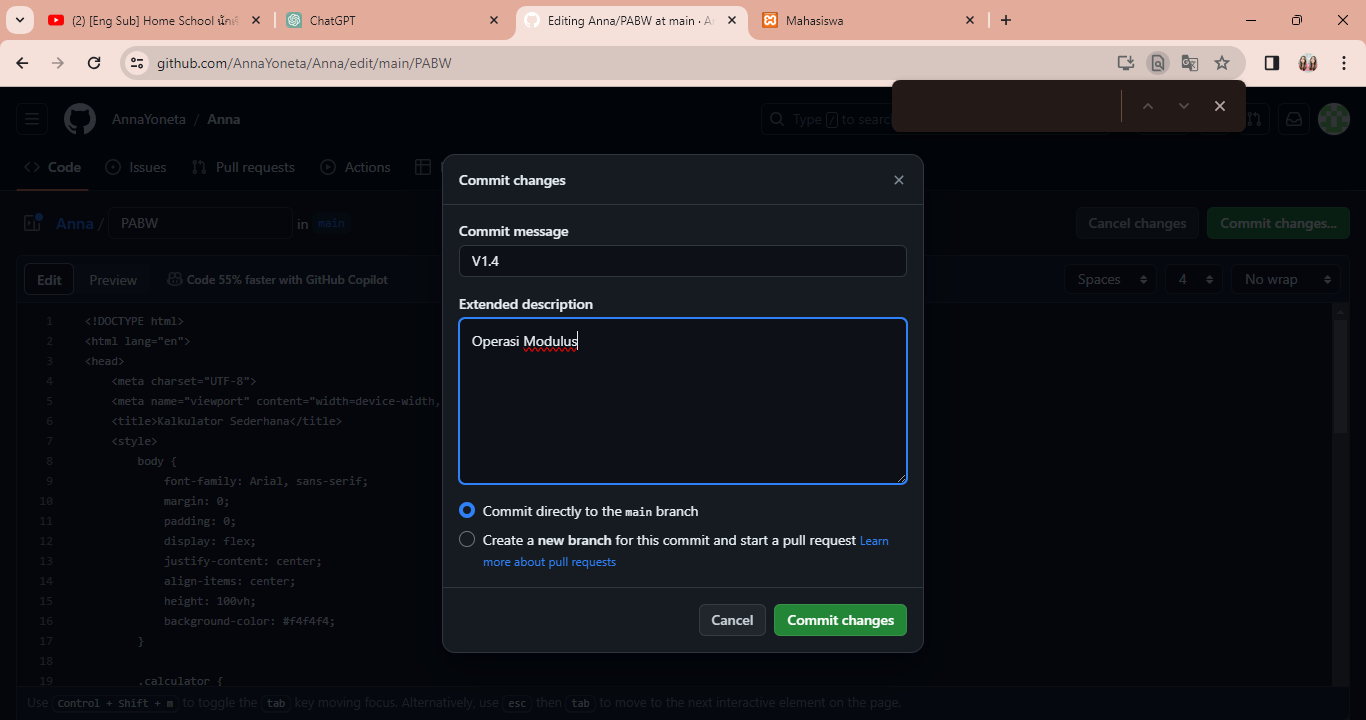 (2) [Eng Sub] Home School นักเ
ChatGPT
Editing Anna/PABW at main · A
Mahasiswa
github.com/AnnaYoneta/Anna/edit/main/PABW
AnnaYoneta / Anna
Type / to searc
Code
Issues
Pull requests
Actions
Anna / PABW in main
Cancel changes
Commit changes...
Edit
Preview
Code 55% faster with GitHub Copilot
Spaces
4
No wrap
Commit changes
Commit message
V1.4
Extended description
Operasi Modulus
Commit directly to the main branch
Create a new branch for this commit and start a pull request Learn
more about pull requests
Cancel
Commit changes
1 <!DOCTYPE html>
2 <html lang="en">
3 <head>
4 <meta charset="UTF-8">
5 <meta name="viewport" content="width=device-width,
6 <title>Kalkulator Sederhana</title>
7 <style>
8 body {
9 font-family: Arial, sans-serif;
10 margin: 0;
11 padding: 0;
12 display: flex;
13 justify-content: center;
14 align-items: center;
15 height: 100vh;
16 background-color: #f4f4f4;
17 }
18
19 .calculator {
Use Control + Shift + m to toggle the tab key moving focus. Alternatively, use esc then tab to move to the next interactive element on the page.